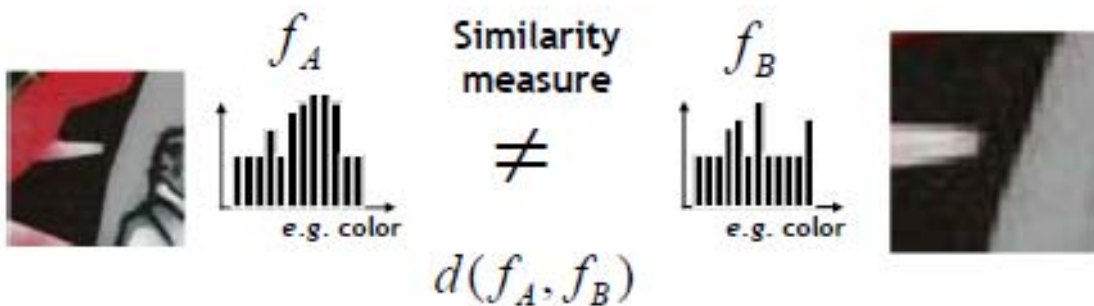 f_A
Similarity
measure
f_B
≠
e.g. color
e.g. color
d(f_A, f_B)